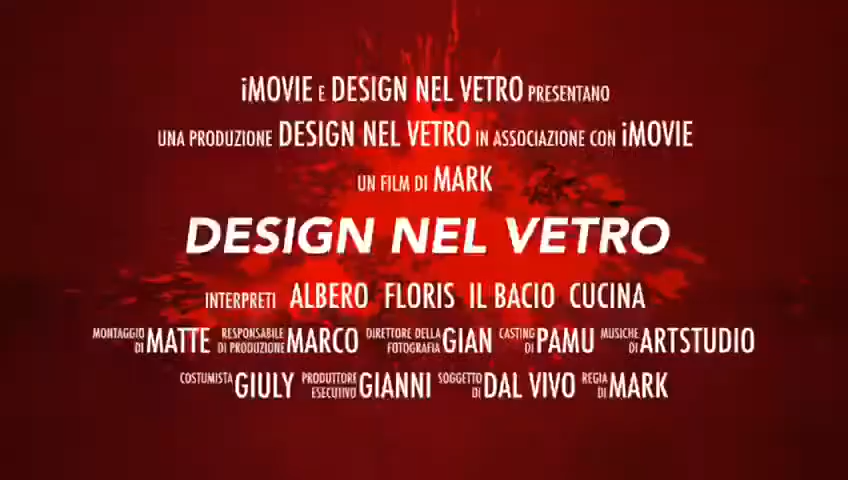 iMOVIE E DESIGN NEL VETRO PRESENTANO
UNA PRODUZIONE DESIGN NEL VETRO IN ASSOCIAZIONE CON iMOVIE
UN FILM DI MARK
DESIGN NEL VETRO
INTERPRETI ALBERO FLORIS IL BACIO CUCINA
MONTAGGIO DI MATTE RESPONSABILE DI PRODUZIONE MARCO DIRETTORE DELLA FOTOGRAFIA GIAN CASTING DI PAMU MUSICHE DI ARTSTUDIO
COSTUMISTA GIULY PRODUTTORE ESECUTIVO GIANNI SOGGETTO DI DAL VIVO REGIA DI MARK